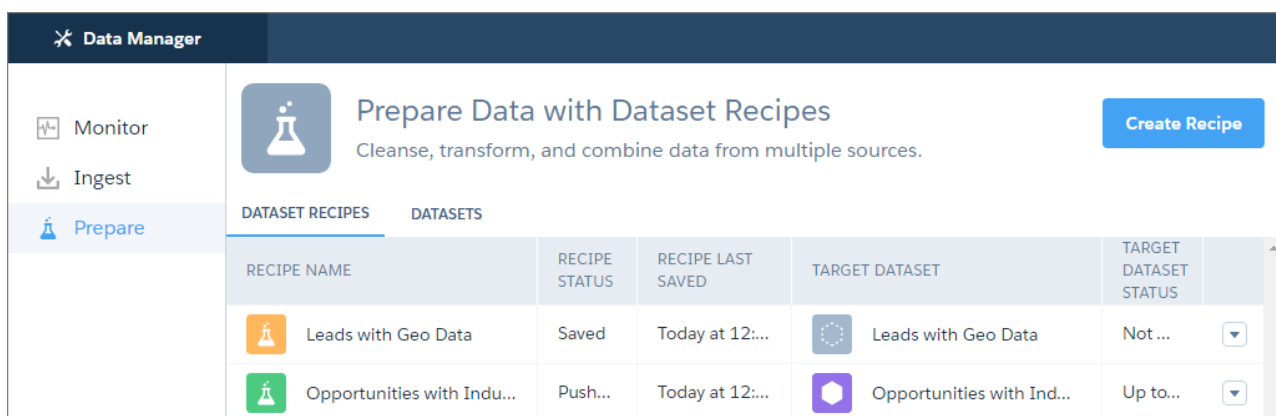 Data Manager
Monitor
Ingest
Prepare
Prepare Data with Dataset Recipes
Cleanse, transform, and combine data from multiple sources.
Create Recipe
DATASET RECIPES DATASETS
RECIPE NAME RECIPE STATUS RECIPE LAST SAVED TARGET DATASET TARGET DATASET STATUS
Leads with Geo Data Saved Today at 12:... Leads with Geo Data Not ...
Opportunities with Indu... Push... Today at 12:... Opportunities with Ind... Up to...